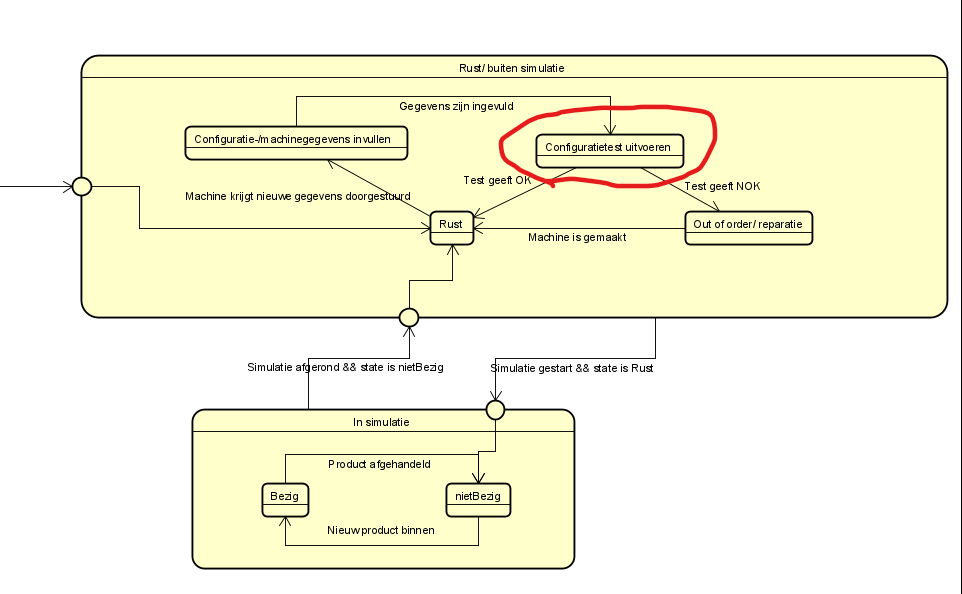 Rust/ buiten simulatie
Gegevens zijn ingevuld
Configuratie-/machinegegevens invullen
Configuratietest uitvoeren
Test geeft OK
Test geeft NOK
Machine krijgt nieuwe gegevens doorgestuurd
Rust
Out of order/ reparatie
Machine is gemaakt
Simulatie afgerond && state is nietBezig
Simulatie gestart && state is Rust
In simulatie
Product afgehandeld
Bezig
nietBezig
Nieuw product binnen